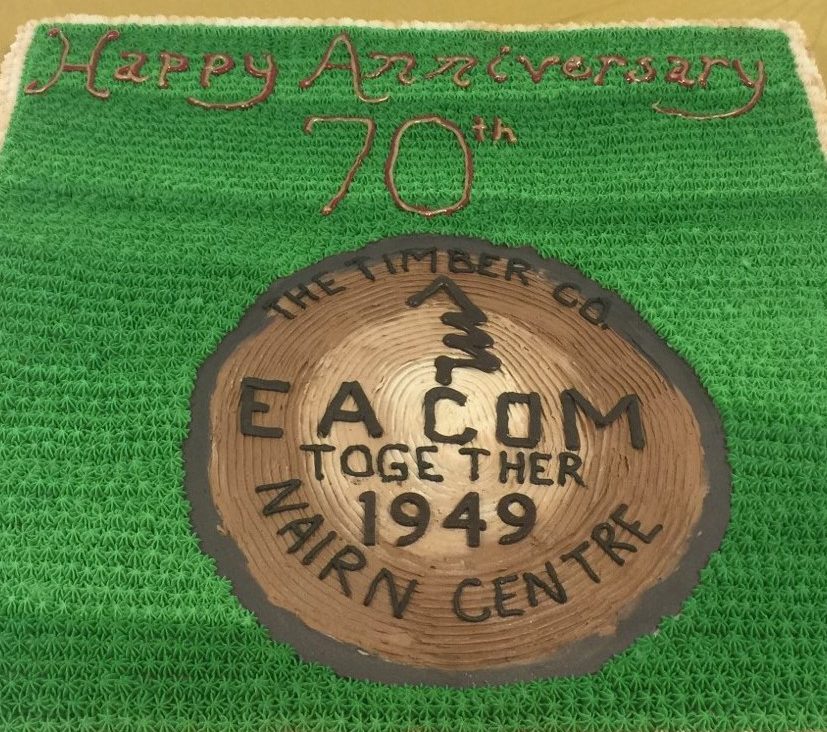 Happy Anniversary
70th
THE TIMBER CO.
EACOM
TOGETHER
1949
NAIRN CENTRE